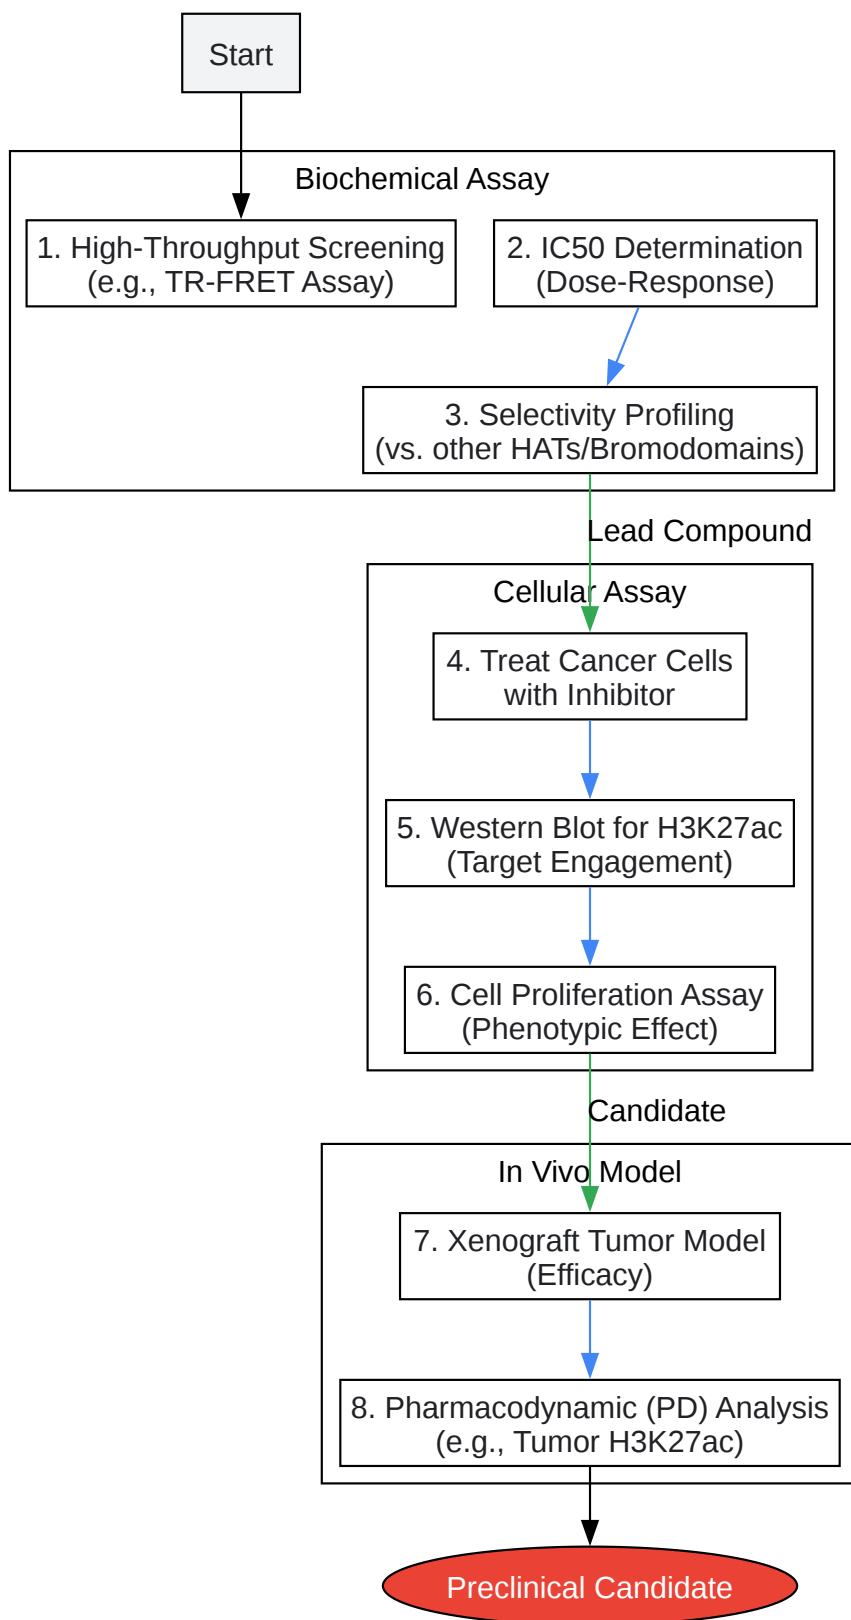 Start
Biochemical Assay
1. High-Throughput Screening
(e.g., TR-FRET Assay)
2. IC50 Determination
(Dose-Response)
3. Selectivity Profiling
(vs. other HATs/Bromodomains)
Lead Compound
Cellular Assay
4. Treat Cancer Cells
with Inhibitor
5. Western Blot for H3K27ac
(Target Engagement)
6. Cell Proliferation Assay
(Phenotypic Effect)
Candidate
In Vivo Model
7. Xenograft Tumor Model
(Efficacy)
8. Pharmacodynamic (PD) Analysis
(e.g., Tumor H3K27ac)
Preclinical Candidate